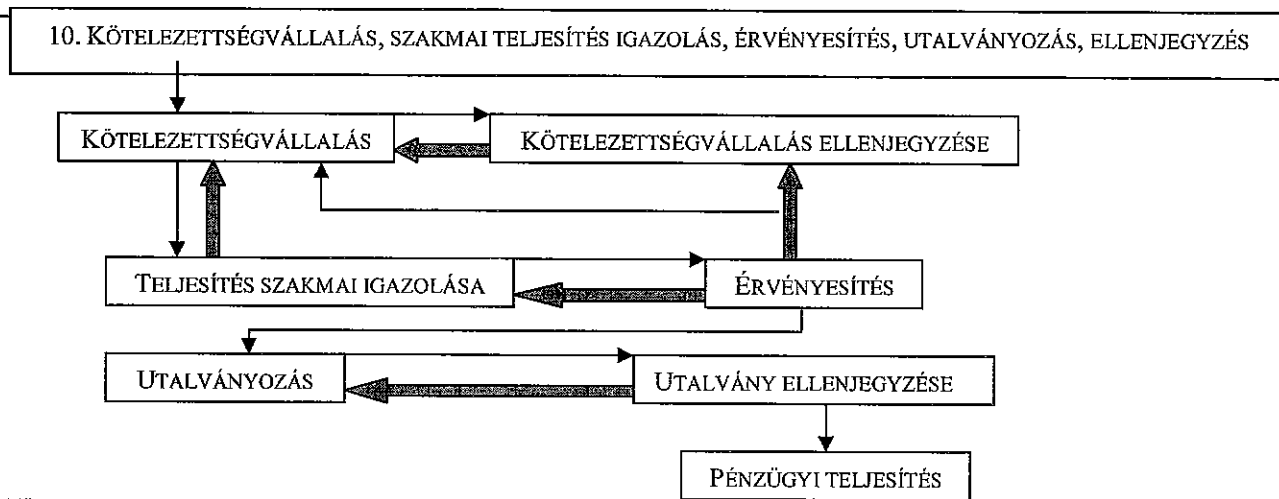 10. KÖTELEZETTSÉGVÁLLALÁS, SZAKMAI TELJESÍTÉS IGAZOLÁS, ÉRVÉNYESÍTÉS, UTALVÁNYOZÁS, ELLENJEGYZÉS
KÖTELEZETTSÉGVÁLLALÁS
KÖTELEZETTSÉGVÁLLALÁS ELLENJEGYZÉSE
TELJESÍTÉS SZAKMAI IGAZOLÁSA
ÉRVÉNYESÍTÉS
UTALVÁNYOZÁS
UTALVÁNY ELLENJEGYZÉSE
PÉNZÜGYI TELJESÍTÉS